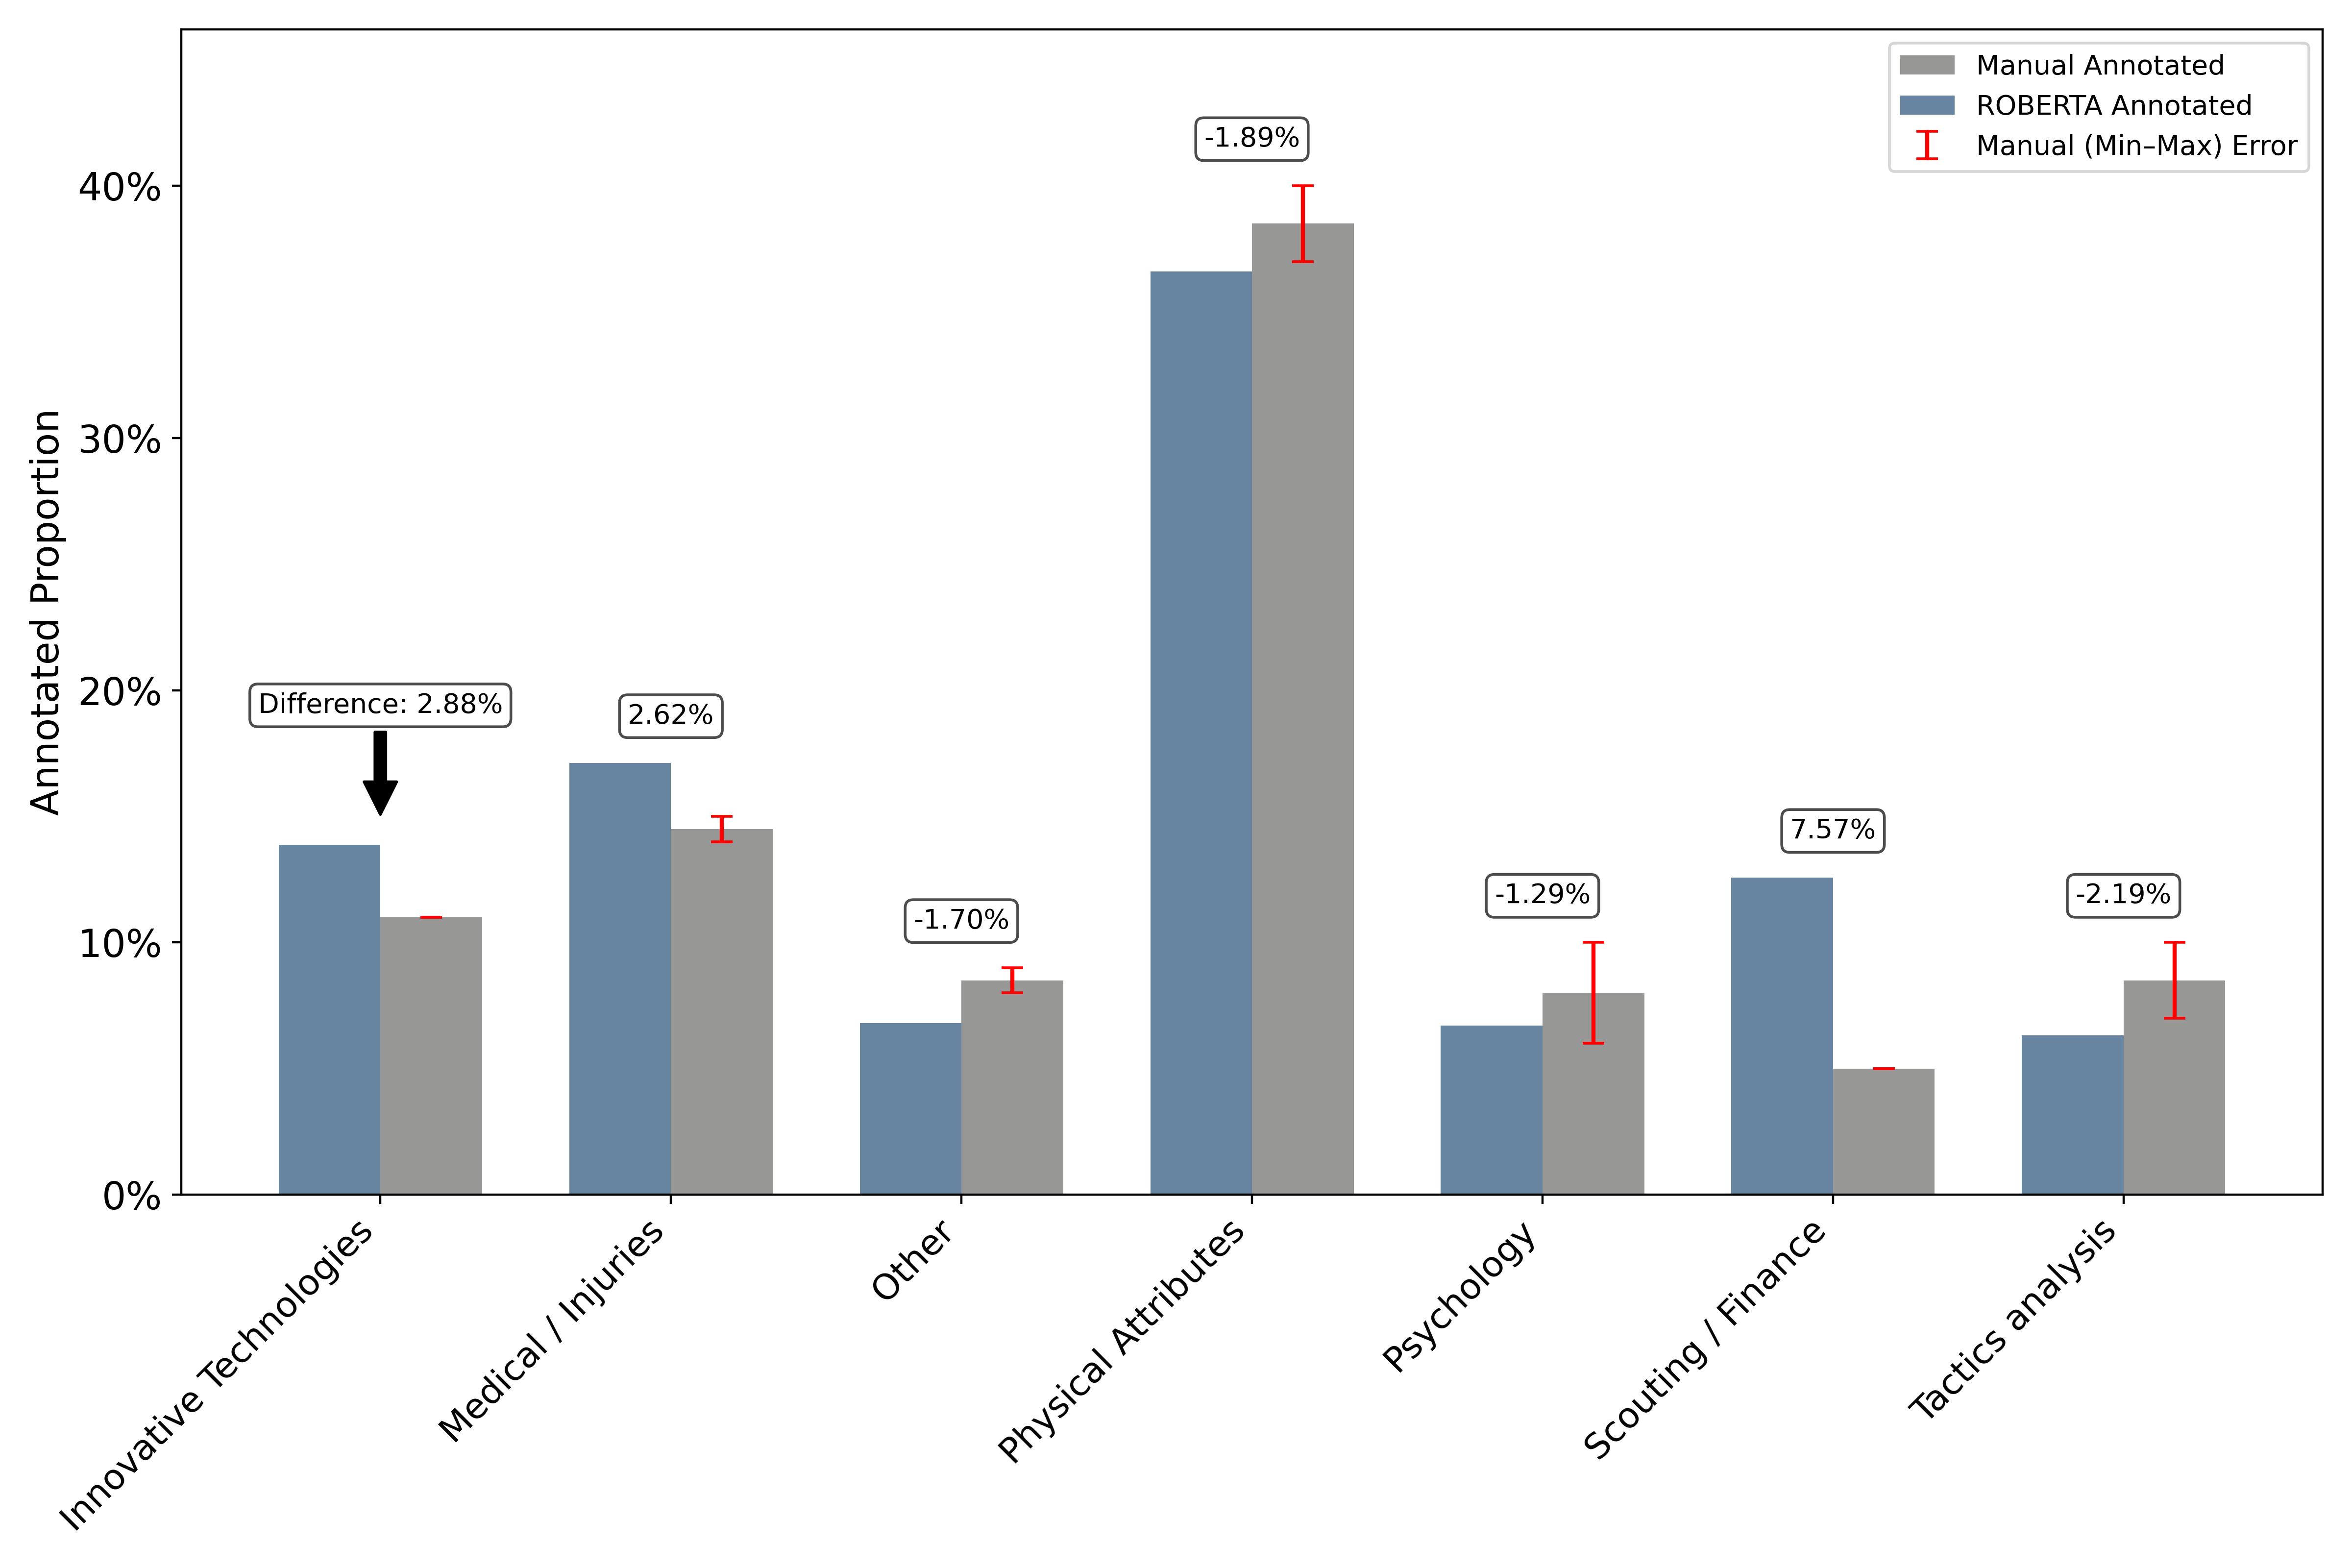 Manual Annotated
ROBERTA Annotated
Manual (Min–Max) Error
Annotated Proportion
40%
30%
20%
10%
0%
Difference: 2.88%
2.62%
-1.70%
-1.89%
-1.29%
7.57%
-2.19%
Innovative Technologies
Medical / Injuries
Other
Physical Attributes
Psychology
Scouting / Finance
Tactics analysis